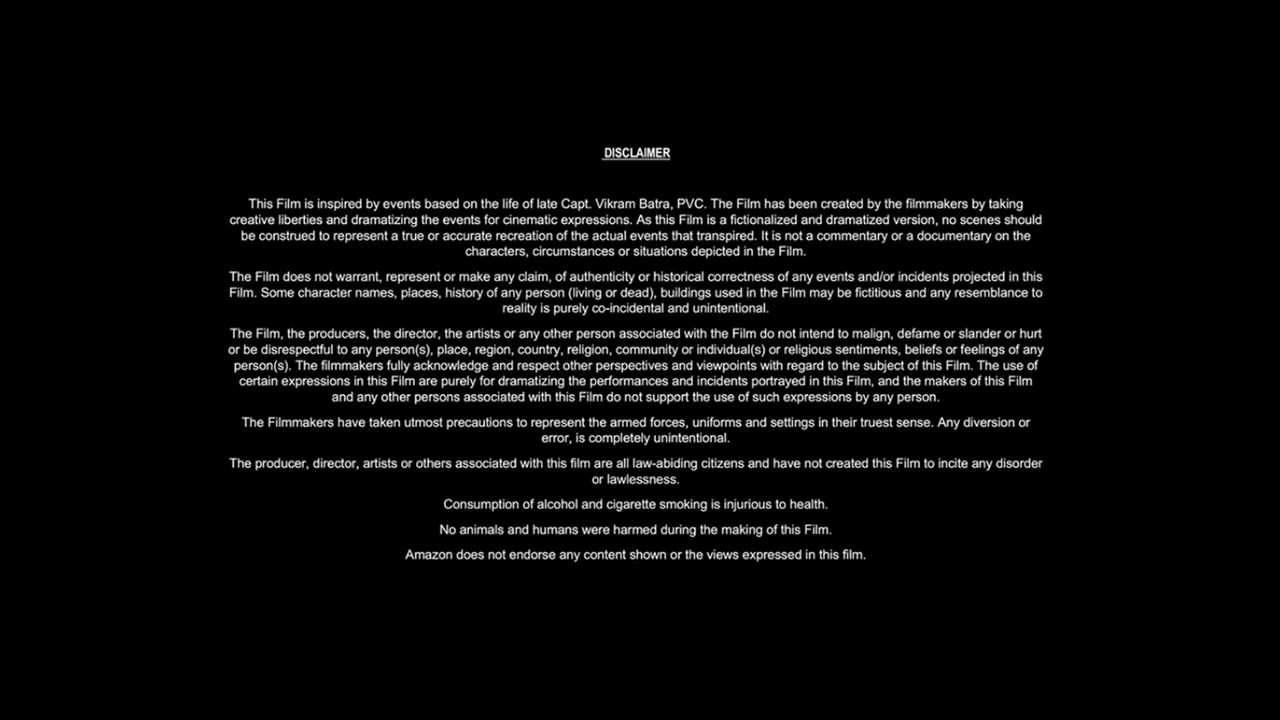 DISCLAIMER
This Film is inspired by events based on the life of late Capt. Vikram Batra, PVC. The Film has been created by the filmmakers by taking
creative liberties and dramatizing the events for cinematic expressions. As this Film is a fictionalized and dramatized version, no scenes should
be construed to represent a true or accurate recreation of the actual events that transpired. It is not a commentary or a documentary on the
characters, circumstances or situations depicted in the Film.
The Film does not warrant, represent or make any claim, of authenticity or historical correctness of any events and/or incidents projected in this
Film. Some character names, places, history of any person (living or dead), buildings used in the Film may be fictitious and any resemblance to
reality is purely co-incidental and unintentional.
The Film, the producers, the director, the artists or any other person associated with the Film do not intend to malign, defame or slander or hurt
or be disrespectful to any person(s), place, region, country, religion, community or individual(s) or religious sentiments, beliefs or feelings of any
person(s). The filmmakers fully acknowledge and respect other perspectives and viewpoints with regard to the subject of this Film. The use of
certain expressions in this Film are purely for dramatizing the performances and incidents portrayed in this Film, and the makers of this Film
and any other persons associated with this Film do not support the use of such expressions by any person.
The Filmmakers have taken utmost precautions to represent the armed forces, uniforms and settings in their truest sense. Any diversion or
error, is completely unintentional.
The producer, director, artists or others associated with this film are all law-abiding citizens and have not created this Film to incite any disorder
or lawlessness.
Consumption of alcohol and cigarette smoking is injurious to health.
No animals and humans were harmed during the making of this Film.
Amazon does not endorse any content shown or the views expressed in this film.